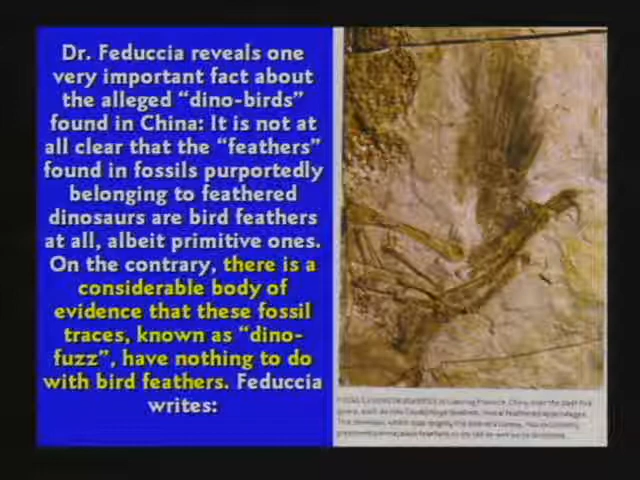 Dr. Feduccia reveals one
very important fact about
the alleged “dino-birds”
found in China: It is not at
all clear that the “feathers”
found in fossils purportedly
belonging to feathered
dinosaurs are bird feathers
at all, albeit primitive ones.
On the contrary, there is a
considerable body of
evidence that these fossil
traces, known as “dino-
fuzz”, have nothing to do
with bird feathers. Feduccia
writes: